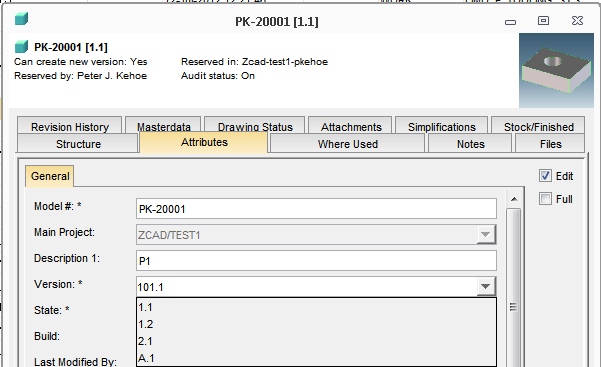 PK-20001 [1.1]
PK-20001 [1.1]
Can create new version: Yes Reserved in: Zcad-test1-pkehoe
Reserved by: Peter J. Kehoe Audit status: On
Revision History Masterdata Drawing Status Attachments Simplifications Stock/Finished
Structure Attributes Where Used Notes Files
General Edit
Full
Model #: * PK-20001
Main Project: ZCAD/TEST1
Description 1: P1
Version: * 101.1
State: * 1.1
1.2
Build: 2.1
Last Modified By: A.1